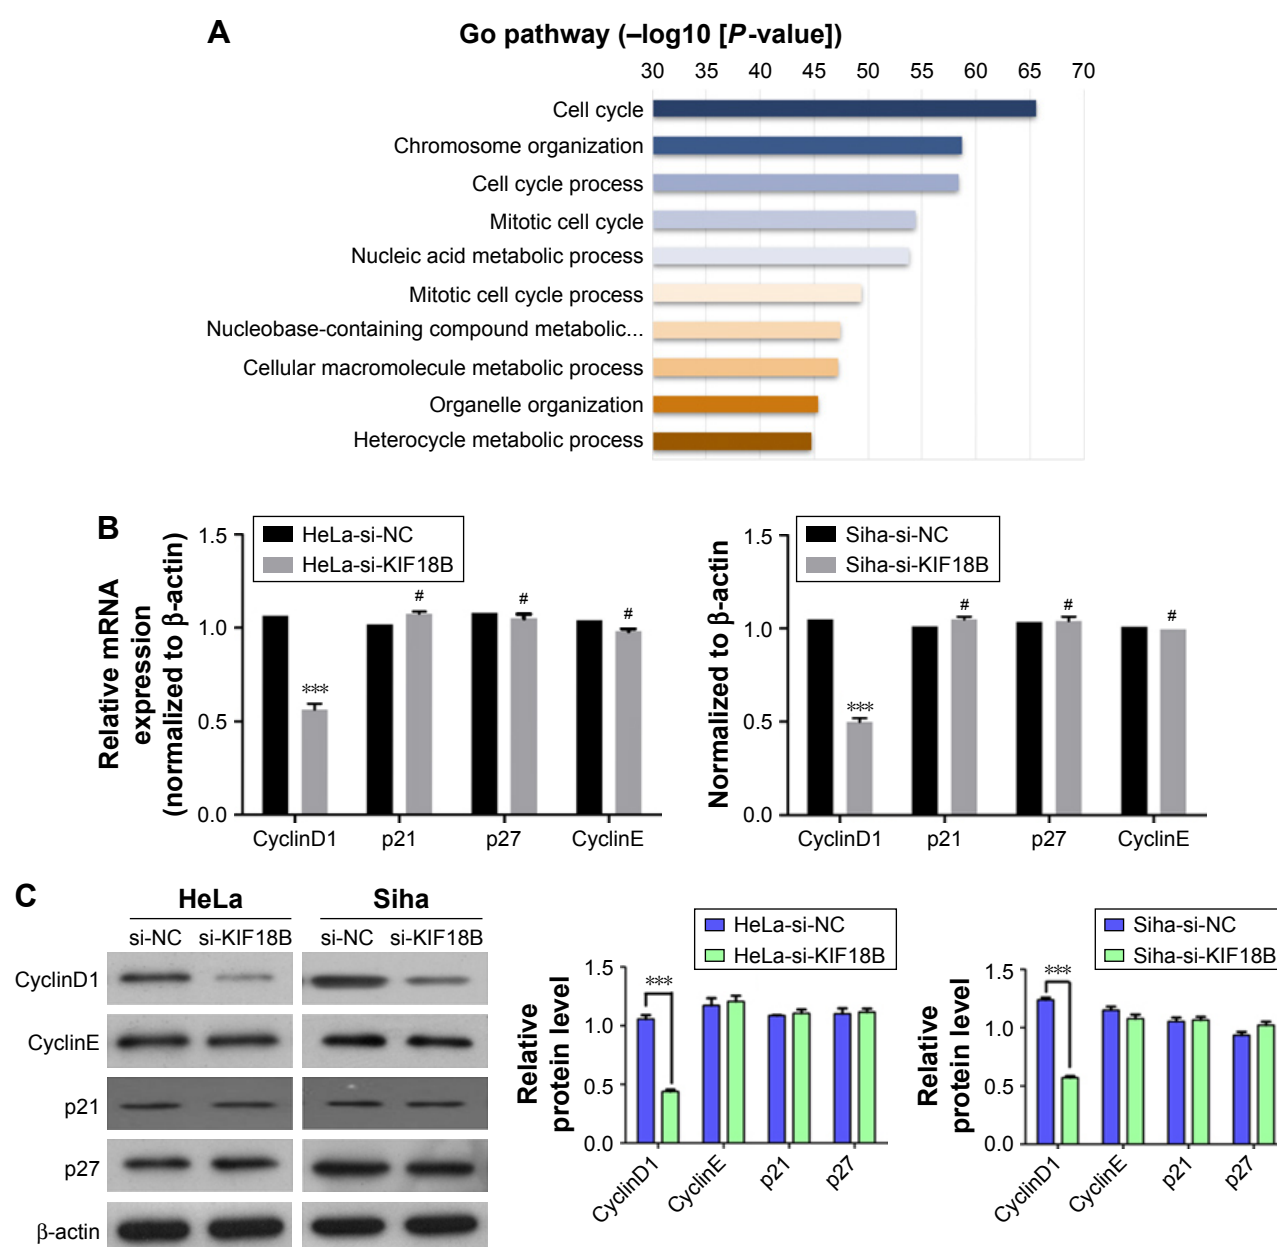 A
Go pathway (–log10 [P-value])
30 35 40 45 50 55 60 65 70
Cell cycle
Chromosome organization
Cell cycle process
Mitotic cell cycle
Nucleic acid metabolic process
Mitotic cell cycle process
Nucleobase-containing compound metabolic...
Cellular macromolecule metabolic process
Organelle organization
Heterocycle metabolic process
B
Relative mRNA
expression
(normalized to β-actin)
1.5
1.0
0.5
0.0
HeLa-si-NC
HeLa-si-KIF18B
***
#
#
#
CyclinD1 p21 p27 CyclinE
Normalized to β-actin
1.5
1.0
0.5
0.0
Siha-si-NC
Siha-si-KIF18B
***
#
#
#
CyclinD1 p21 p27 CyclinE
C
HeLa Siha
si-NC si-KIF18B si-NC si-KIF18B
CyclinD1
CyclinE
p21
p27
β-actin
Relative
protein level
1.5
1.0
0.5
0.0
HeLa-si-NC
HeLa-si-KIF18B
***
CyclinD1 CyclinE p21 p27
Relative
protein level
1.5
1.0
0.5
0.0
Siha-si-NC
Siha-si-KIF18B
***
CyclinD1 CyclinE p21 p27